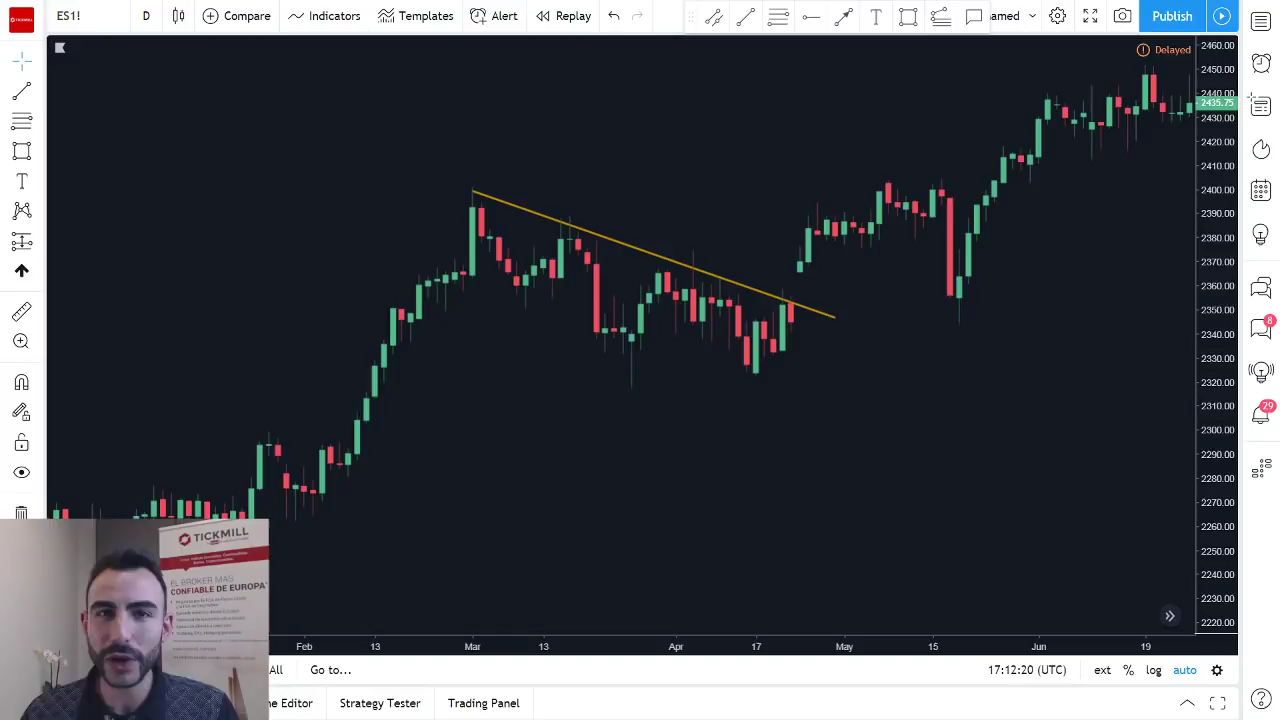 TICKMILL
ES1!
D
Compare
Indicors
Templates
Alert
Replay
T
named
Publish
Delayed
2460.00
2450.00
2440.00
2435.75
2430.00
2420.00
2410.00
2400.00
2390.00
2380.00
2370.00
2360.00
2350.00
2340.00
2330.00
2320.00
2310.00
2300.00
2290.00
2280.00
2270.00
2260.00
2250.00
2240.00
2230.00
2220.00
8
29
TICKMILL
EL BROKER MAS
CONFIABLE DE EUROPA*
Feb
13
Mar
13
Apr
17
May
15
Jun
19
All
Go to...
17:12:20 (UTC)
ext
%
log
auto
ne Editor
Strategy Tester
Trading Panel